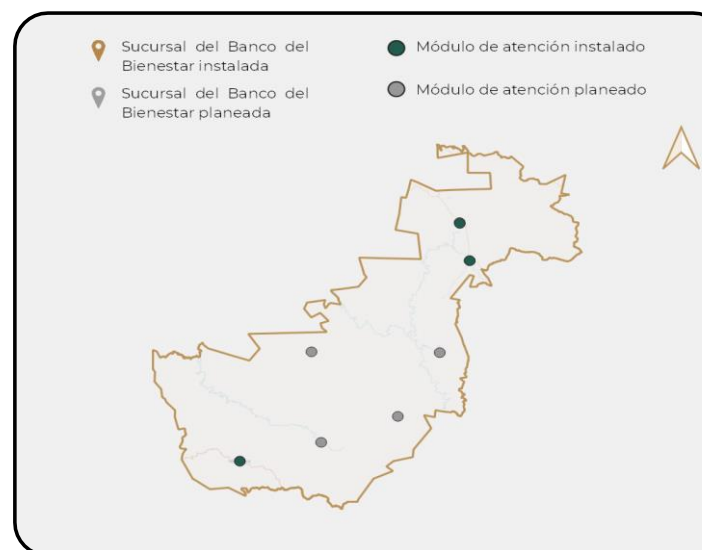 Sucursal del Banco del
Bienestar instalada
Sucursal del Banco del
Bienestar planeada
Módulo de atención instalado
Módulo de atención planeado